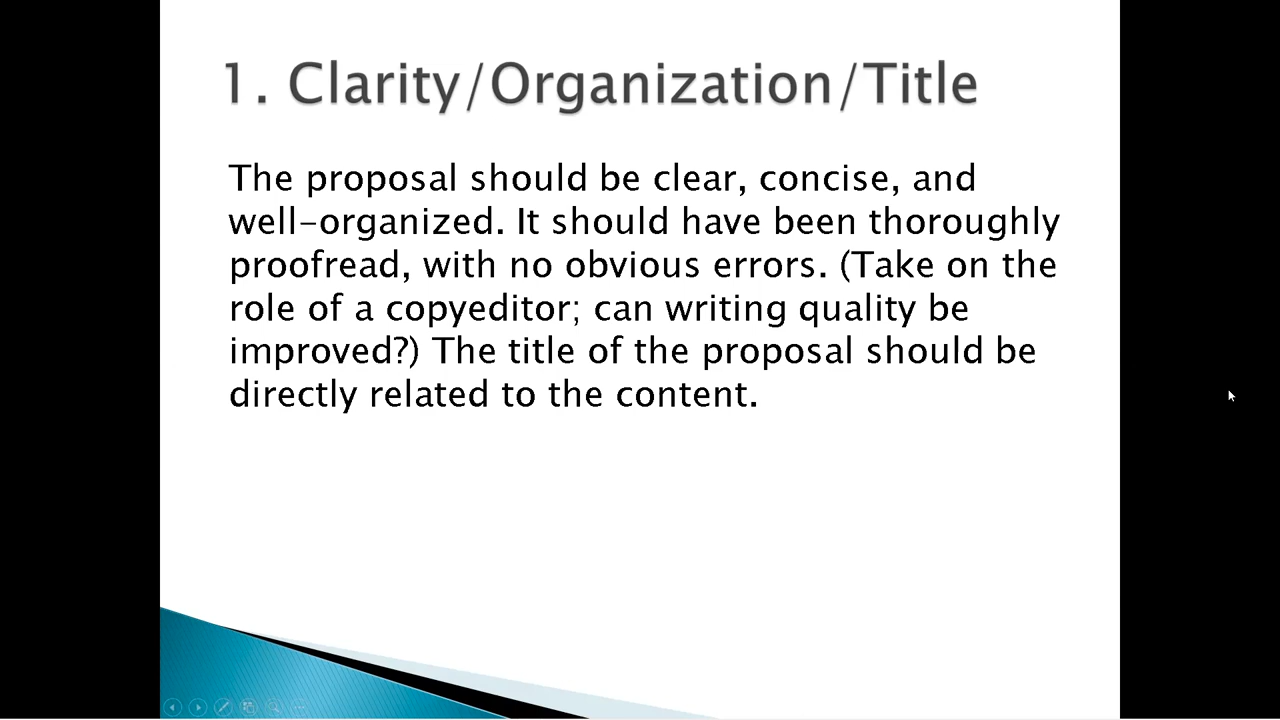 1. Clarity/Organization/Title
The proposal should be clear, concise, and
well-organized. It should have been thoroughly
proofread, with no obvious errors. (Take on the
role of a copyeditor; can writing quality be
improved?) The title of the proposal should be
directly related to the content.